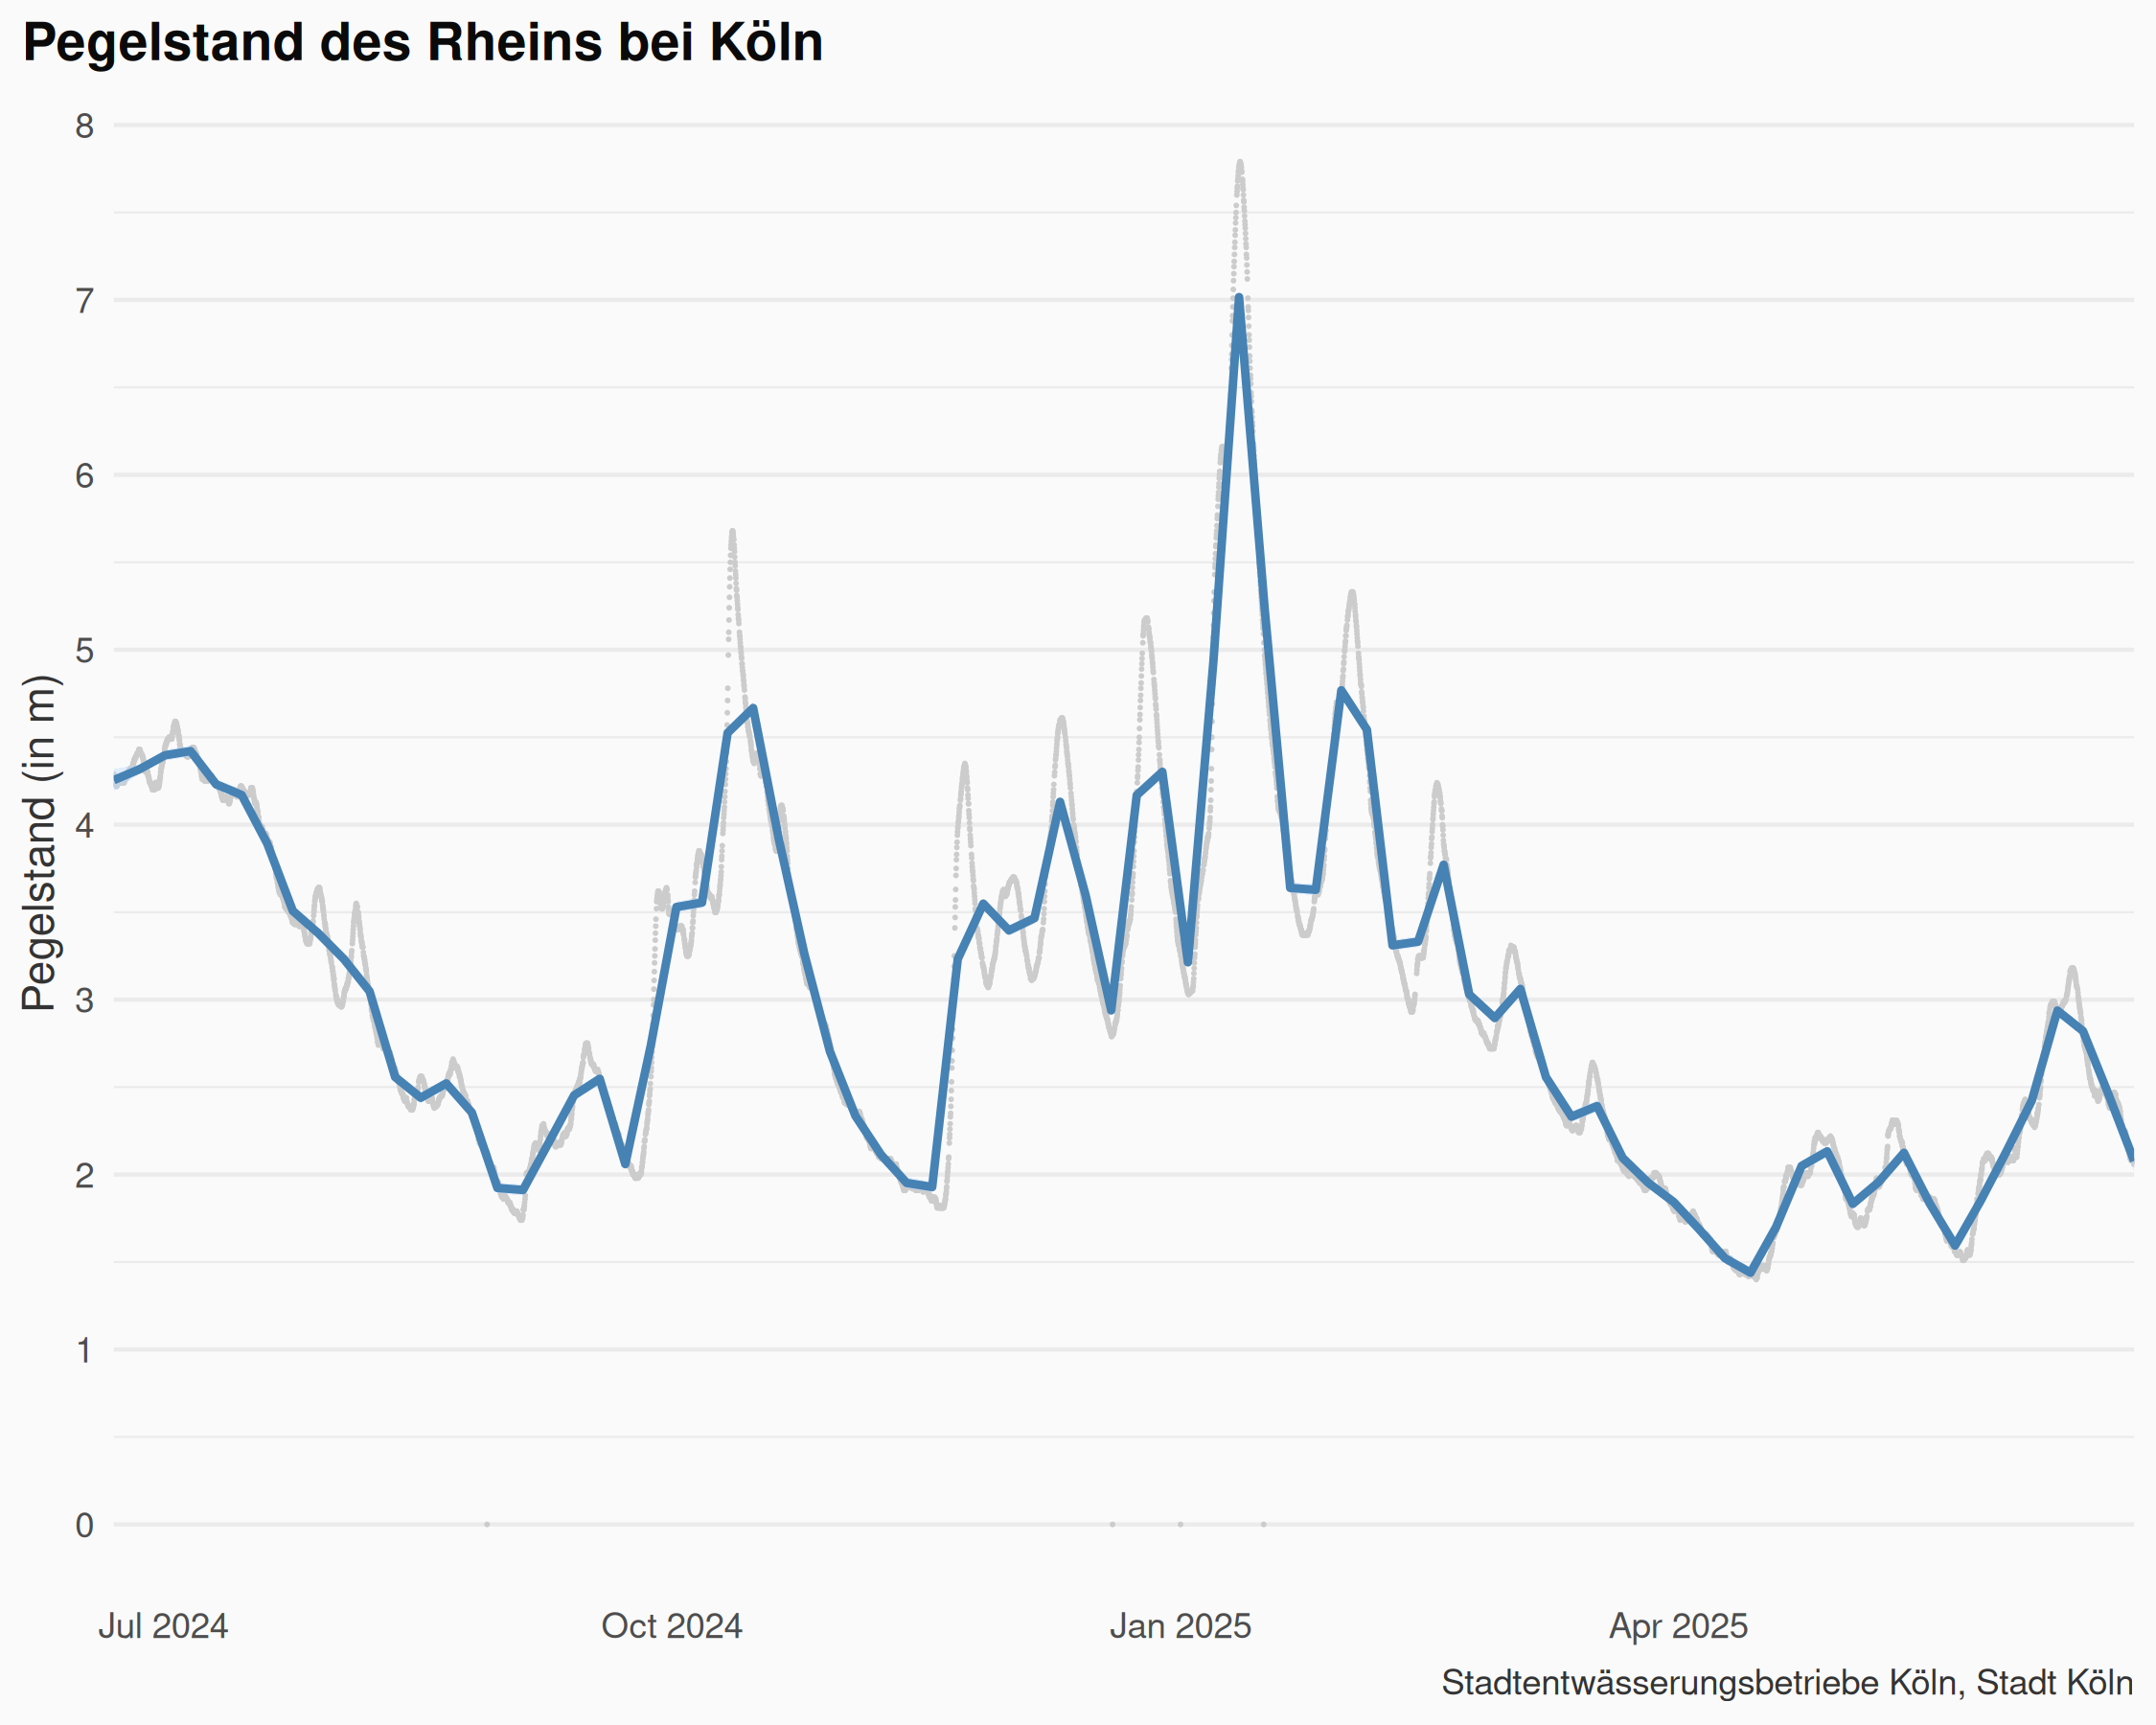 Pegelstand des Rheins bei Köln
8
7
6
5
4
3
2
1
0
Pegelstand (in m)
Jul 2024 Oct 2024 Jan 2025 Apr 2025
Stadtentwässerungsbetriebe Köln, Stadt Köln